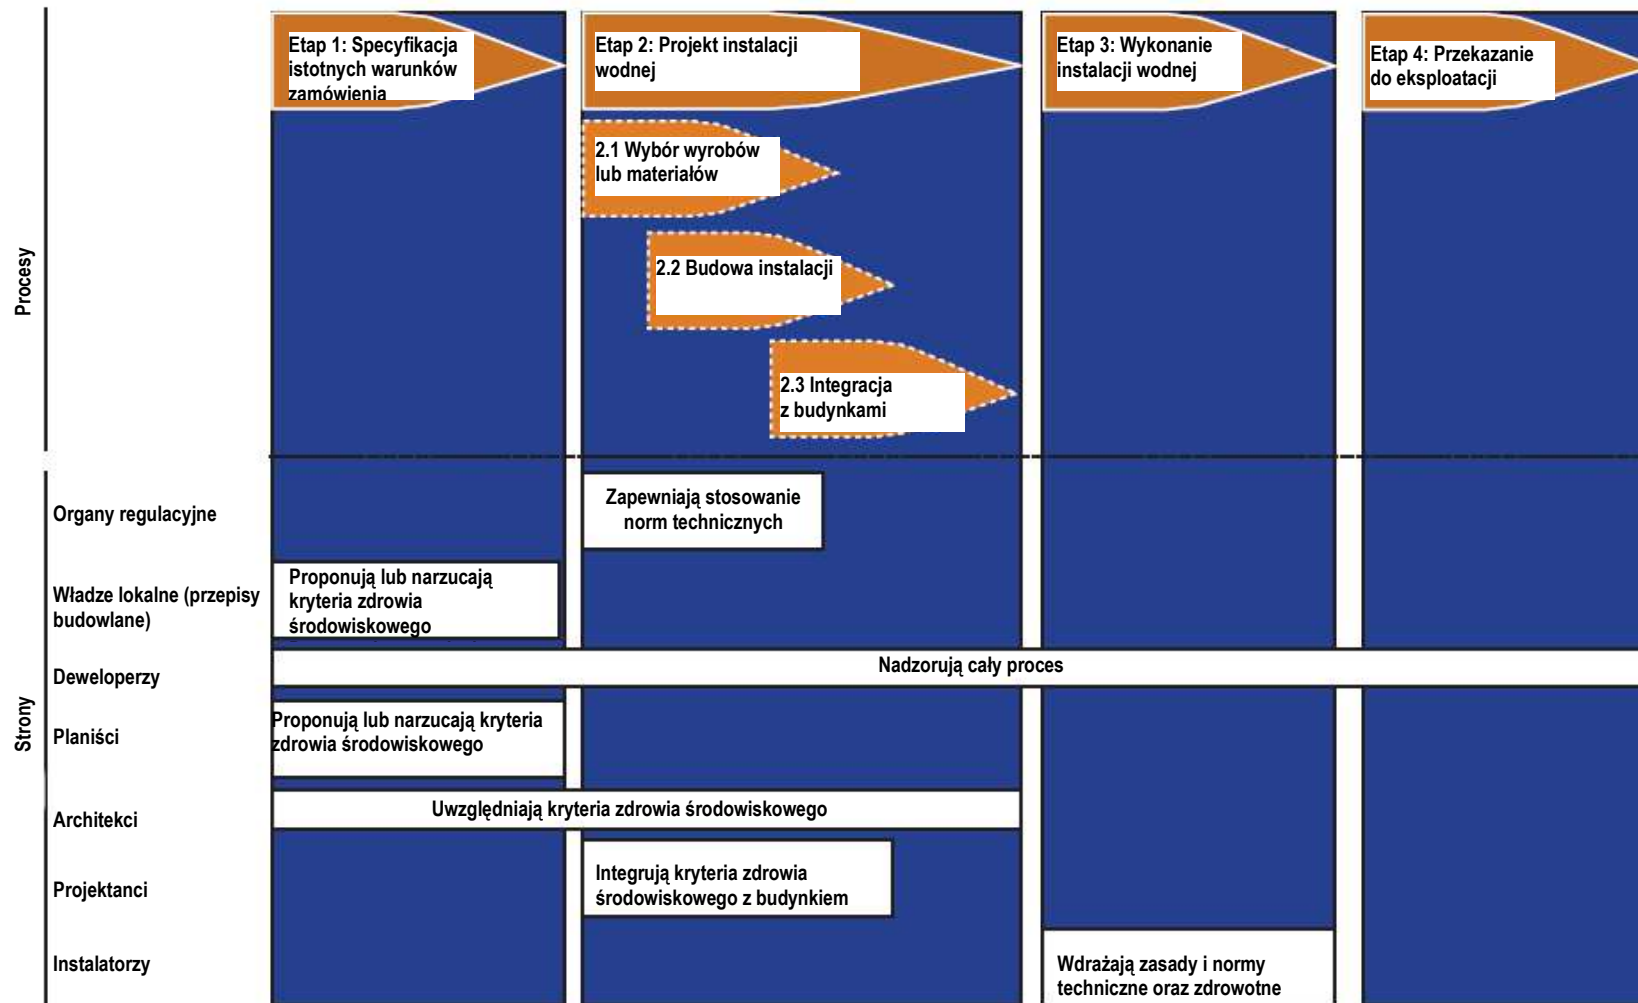 Etap 1: Specyfikacja
istotnych warunków
zamówienia
Etap 2: Projekt instalacji
wodnej
Etap 3: Wykonanie
instalacji wodnej
Etap 4: Przekazanie
do eksploatacji
2.1 Wybór wyrobów
lub materiałów
2.2 Budowa instalacji
2.3 Integracja
z budynkami
Procesy
Strony
Organy regulacyjne
Zapewniają stosowanie
norm technicznych
Władze lokalne (przepisy
budowlane)
Proponują lub narzucają
kryteria zdrowia
środowiskowego
Deweloperzy
Nadzorują cały proces
Planiści
Proponują lub narzucają kryteria
zdrowia środowiskowego
Architekci
Uwzględniają kryteria zdrowia środowiskowego
Projektanci
Integrują kryteria zdrowia
środowiskowego z budynkiem
Instalatorzy
Wdrażają zasady i normy
techniczne oraz zdrowotne